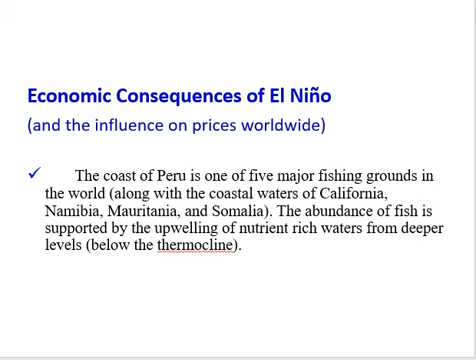 Economic Consequences of El Niño
(and the influence on prices worldwide)
✓ The coast of Peru is one of five major fishing grounds in
the world (along with the coastal waters of California,
Namibia, Mauritania, and Somalia). The abundance of fish is
supported by the upwelling of nutrient rich waters from deeper
levels (below the thermocline).